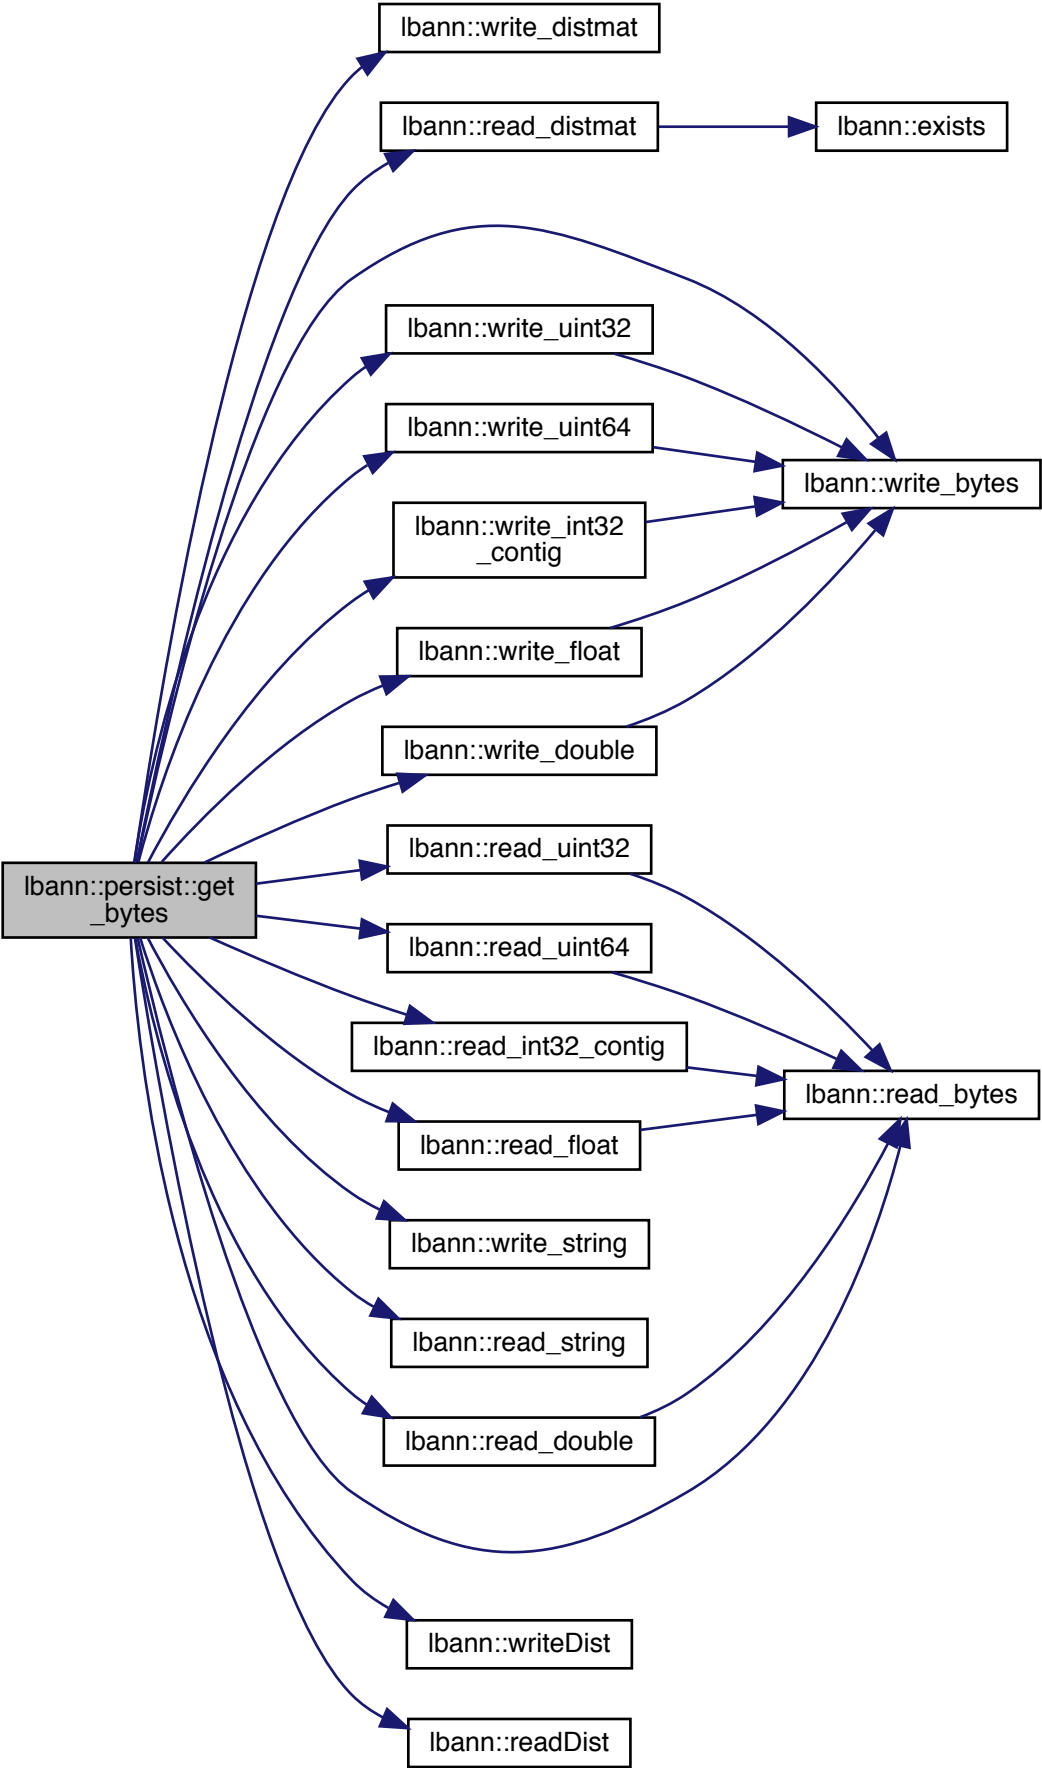 lbann::write_distmat
lbann::read_distmat
lbann::exists
lbann::write_uint32
lbann::write_uint64
lbann::write_bytes
lbann::write_int32
_contig
lbann::write_float
lbann::write_double
lbann::read_uint32
lbann::persist::get
_bytes
lbann::read_uint64
lbann::read_int32_contig
lbann::read_bytes
lbann::read_float
lbann::write_string
lbann::read_string
lbann::read_double
lbann::writeDist
lbann::readDist